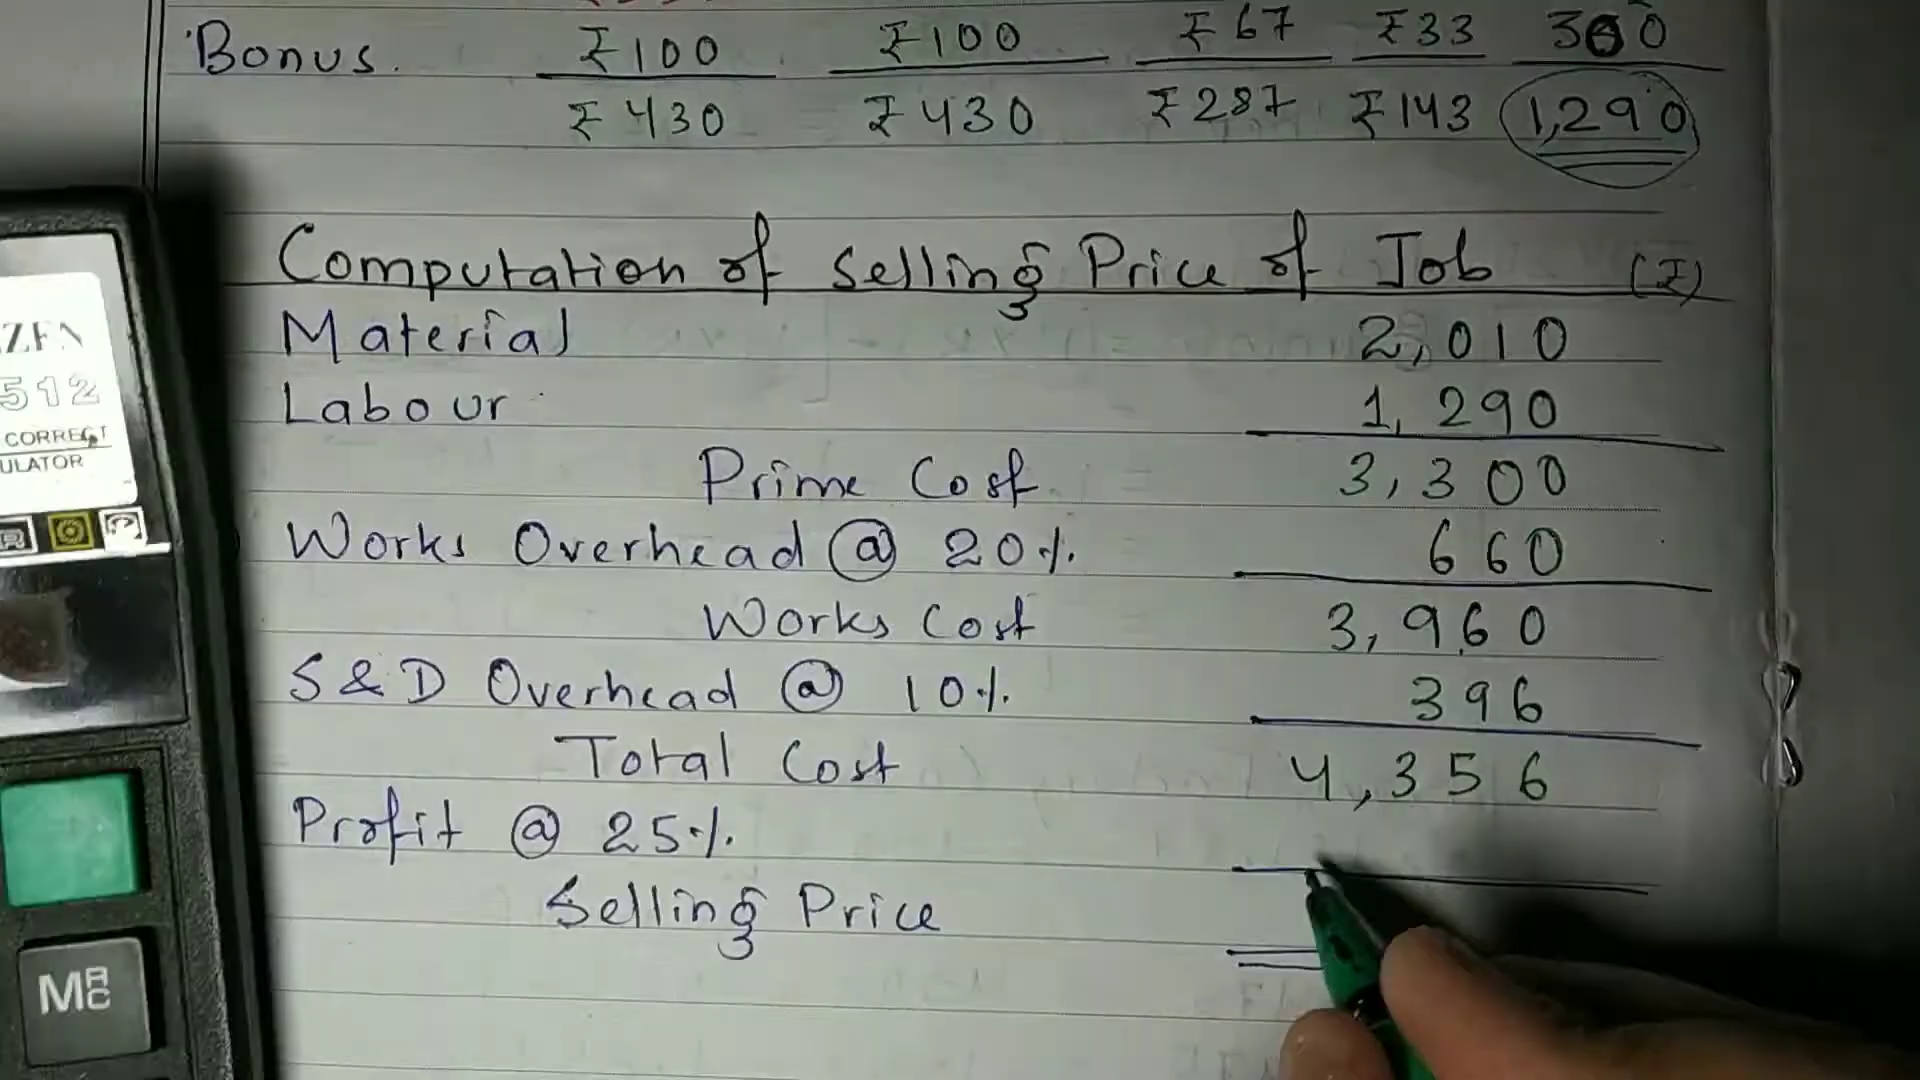 Bonus. ₹100 ₹100 ₹67 ₹33 300
₹430 ₹430 ₹287 ₹143 1,290
Computation of Selling Price of Job (₹)
Material 2,010
Labour 1,290
Prime Cost 3,300
Works Overhead @ 20% 660
Works Cost 3,960
S&D Overhead @ 10% 396
Total Cost 4,356
Profit @ 25%
Selling Price
512
CORRECT
ULATOR
MRC